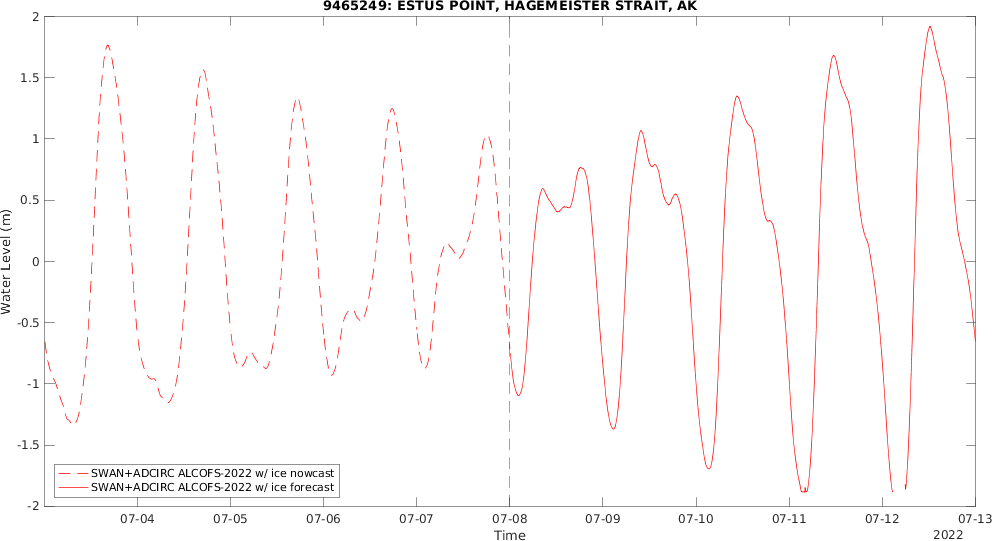 9465249: ESTUS POINT, HAGEMEISTER STRAIT, AK
2
1.5
1
0.5
0
-0.5
-1
-1.5
-2
Water Level (m)
SWAN+ADCIRC ALCOFS-2022 w/ ice nowcast
SWAN+ADCIRC ALCOFS-2022 w/ ice forecast
07-04 07-05 07-06 07-07 07-08 07-09 07-10 07-11 07-12 07-13
Time
2022